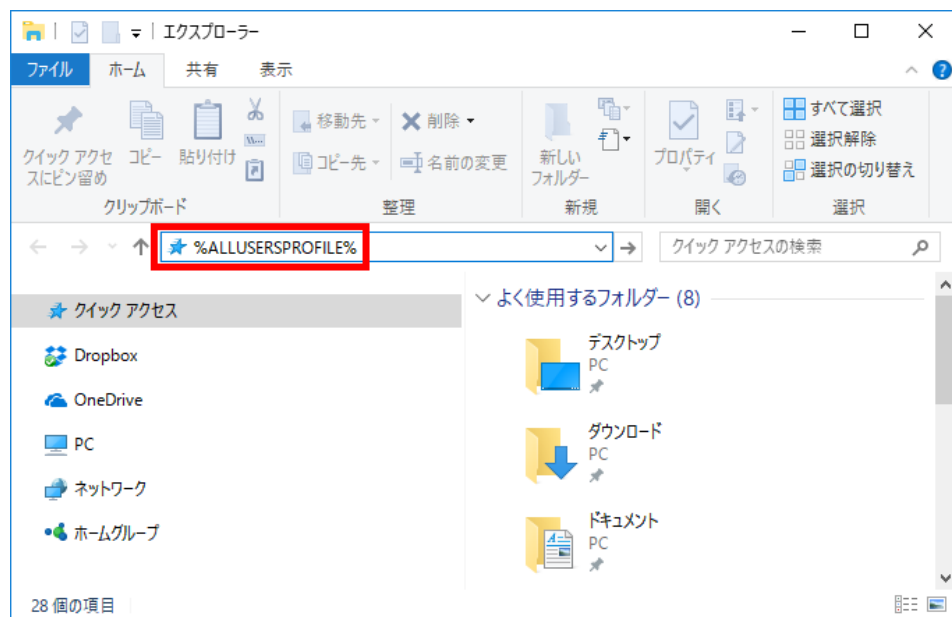 エクスプローラー
ファイル ホーム 共有 表示
クイック アクセ
スにピン留め
コピー
貼り付け
移動先
コピー先
削除
名前の変更
新しい
フォルダー
プロパティ
すべて選択
選択解除
選択の切り替え
クリップボード 整理 新規 開く 選択
%ALLUSERSPROFILE%
クイック アクセスの検索
クイック アクセス
Dropbox
OneDrive
PC
ネットワーク
ホームグループ
よく使用するフォルダー (8)
デスクトップ
PC
ダウンロード
PC
ドキュメント
PC
28 個の項目